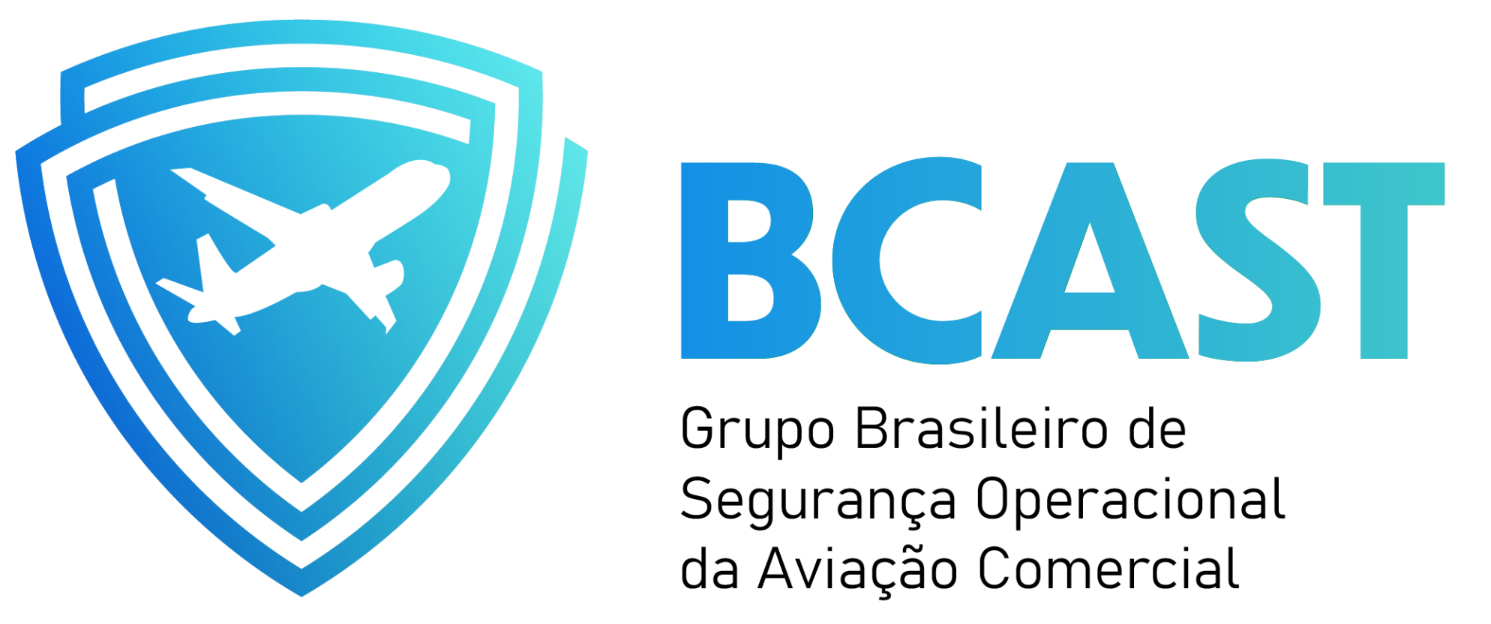 BCAST
Grupo Brasileiro de
Segurança Operacional
da Aviação Comercial